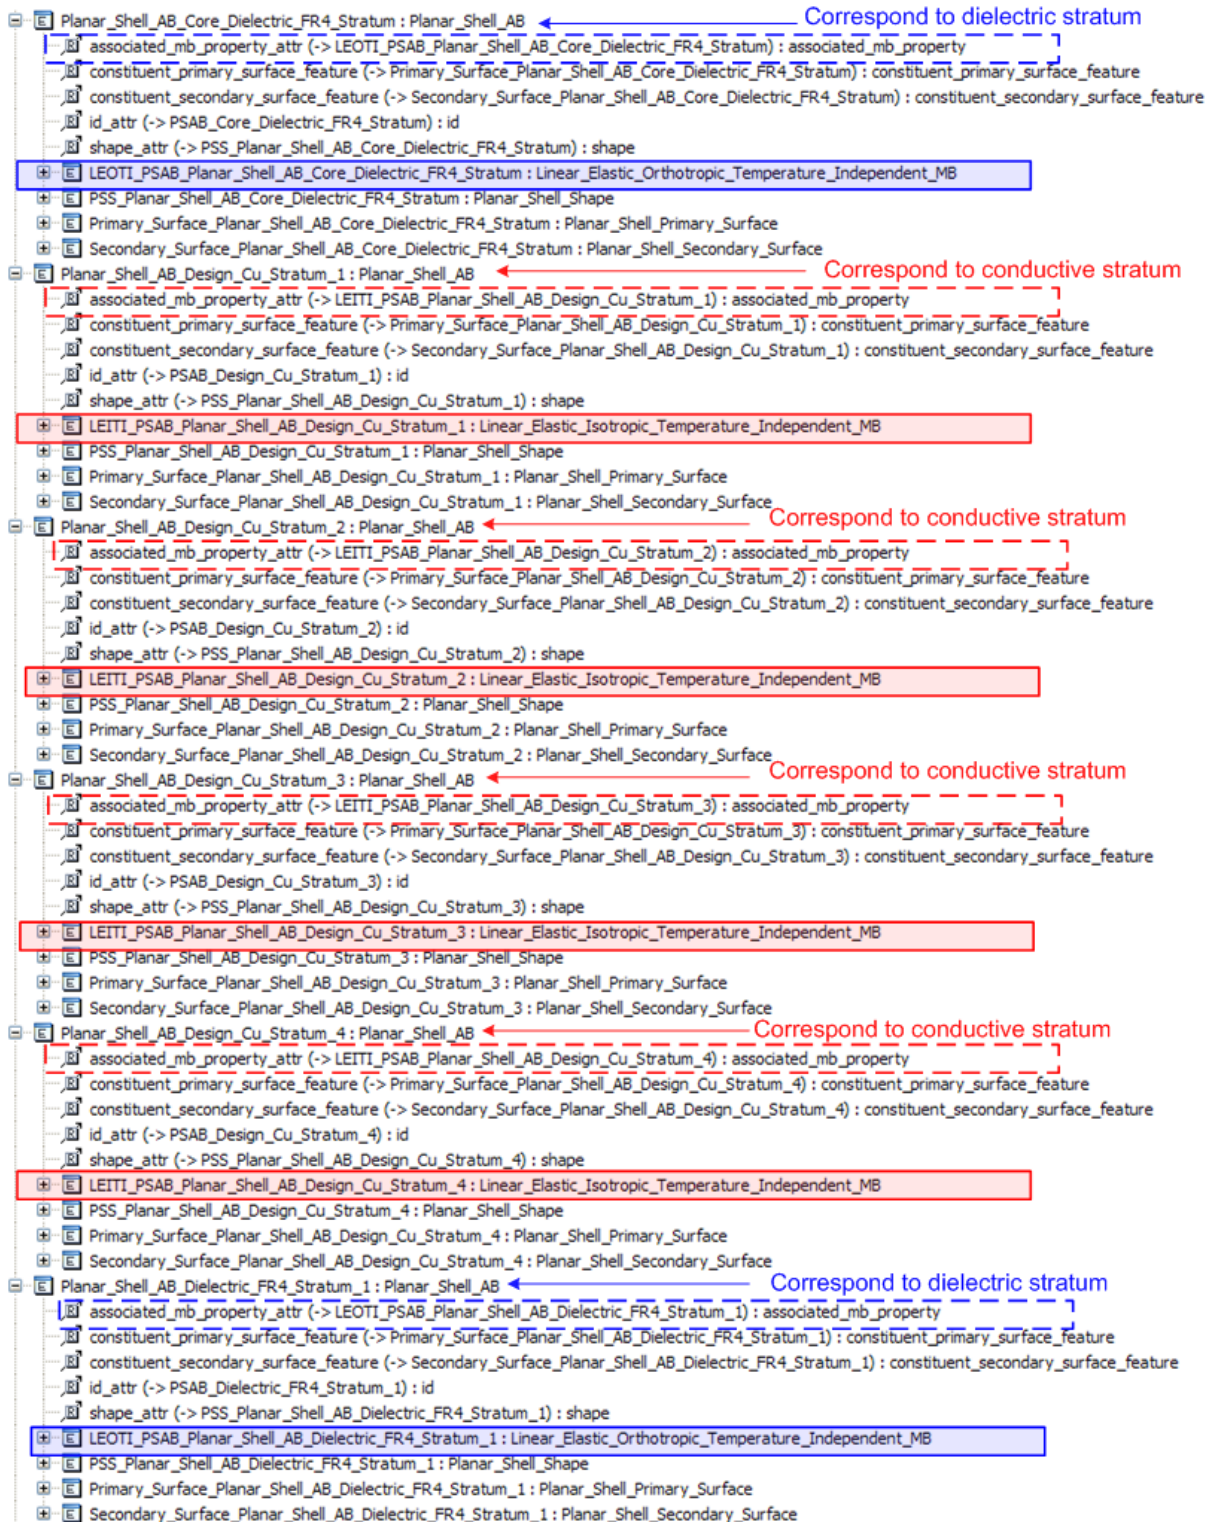 Planar_Shell_AB_Core_Dielectric_FR4_Stratum : Planar_Shell_AB Correspond to dielectric stratum
associated_mb_property_attr (-> LEOTI_PSAB_Planar_Shell_AB_Core_Dielectric_FR4_Stratum) : associated_mb_property
constituent_primary_surface_feature (-> Primary_Surface_Planar_Shell_AB_Core_Dielectric_FR4_Stratum) : constituent_primary_surface_feature
constituent_secondary_surface_feature (-> Secondary_Surface_Planar_Shell_AB_Core_Dielectric_FR4_Stratum) : constituent_secondary_surface_feature
id_attr (-> PSAB_Core_Dielectric_FR4_Stratum) : id
shape_attr (-> PSS_Planar_Shell_AB_Core_Dielectric_FR4_Stratum) : shape
LEOTI_PSAB_Planar_Shell_AB_Core_Dielectric_FR4_Stratum : Linear_Elastic_Orthotropic_Temperature_Independent_MB
PSS_Planar_Shell_AB_Core_Dielectric_FR4_Stratum : Planar_Shell_Shape
Primary_Surface_Planar_Shell_AB_Core_Dielectric_FR4_Stratum : Planar_Shell_Primary_Surface
Secondary_Surface_Planar_Shell_AB_Core_Dielectric_FR4_Stratum : Planar_Shell_Secondary_Surface
Planar_Shell_AB_Design_Cu_Stratum_1 : Planar_Shell_AB Correspond to conductive stratum
associated_mb_property_attr (-> LEITI_PSAB_Planar_Shell_AB_Design_Cu_Stratum_1) : associated_mb_property
constituent_primary_surface_feature (-> Primary_Surface_Planar_Shell_AB_Design_Cu_Stratum_1) : constituent_primary_surface_feature
constituent_secondary_surface_feature (-> Secondary_Surface_Planar_Shell_AB_Design_Cu_Stratum_1) : constituent_secondary_surface_feature
id_attr (-> PSAB_Design_Cu_Stratum_1) : id
shape_attr (-> PSS_Planar_Shell_AB_Design_Cu_Stratum_1) : shape
LEITI_PSAB_Planar_Shell_AB_Design_Cu_Stratum_1 : Linear_Elastic_Isotropic_Temperature_Independent_MB
PSS_Planar_Shell_AB_Design_Cu_Stratum_1 : Planar_Shell_Shape
Primary_Surface_Planar_Shell_AB_Design_Cu_Stratum_1 : Planar_Shell_Primary_Surface
Secondary_Surface_Planar_Shell_AB_Design_Cu_Stratum_1 : Planar_Shell_Secondary_Surface
Planar_Shell_AB_Design_Cu_Stratum_2 : Planar_Shell_AB Correspond to conductive stratum
associated_mb_property_attr (-> LEITI_PSAB_Planar_Shell_AB_Design_Cu_Stratum_2) : associated_mb_property
constituent_primary_surface_feature (-> Primary_Surface_Planar_Shell_AB_Design_Cu_Stratum_2) : constituent_primary_surface_feature
constituent_secondary_surface_feature (-> Secondary_Surface_Planar_Shell_AB_Design_Cu_Stratum_2) : constituent_secondary_surface_feature
id_attr (-> PSAB_Design_Cu_Stratum_2) : id
shape_attr (-> PSS_Planar_Shell_AB_Design_Cu_Stratum_2) : shape
LEITI_PSAB_Planar_Shell_AB_Design_Cu_Stratum_2 : Linear_Elastic_Isotropic_Temperature_Independent_MB
PSS_Planar_Shell_AB_Design_Cu_Stratum_2 : Planar_Shell_Shape
Primary_Surface_Planar_Shell_AB_Design_Cu_Stratum_2 : Planar_Shell_Primary_Surface
Secondary_Surface_Planar_Shell_AB_Design_Cu_Stratum_2 : Planar_Shell_Secondary_Surface
Planar_Shell_AB_Design_Cu_Stratum_3 : Planar_Shell_AB Correspond to conductive stratum
associated_mb_property_attr (-> LEITI_PSAB_Planar_Shell_AB_Design_Cu_Stratum_3) : associated_mb_property
constituent_primary_surface_feature (-> Primary_Surface_Planar_Shell_AB_Design_Cu_Stratum_3) : constituent_primary_surface_feature
constituent_secondary_surface_feature (-> Secondary_Surface_Planar_Shell_AB_Design_Cu_Stratum_3) : constituent_secondary_surface_feature
id_attr (-> PSAB_Design_Cu_Stratum_3) : id
shape_attr (-> PSS_Planar_Shell_AB_Design_Cu_Stratum_3) : shape
LEITI_PSAB_Planar_Shell_AB_Design_Cu_Stratum_3 : Linear_Elastic_Isotropic_Temperature_Independent_MB
PSS_Planar_Shell_AB_Design_Cu_Stratum_3 : Planar_Shell_Shape
Primary_Surface_Planar_Shell_AB_Design_Cu_Stratum_3 : Planar_Shell_Primary_Surface
Secondary_Surface_Planar_Shell_AB_Design_Cu_Stratum_3 : Planar_Shell_Secondary_Surface
Planar_Shell_AB_Design_Cu_Stratum_4 : Planar_Shell_AB Correspond to conductive stratum
associated_mb_property_attr (-> LEITI_PSAB_Planar_Shell_AB_Design_Cu_Stratum_4) : associated_mb_property
constituent_primary_surface_feature (-> Primary_Surface_Planar_Shell_AB_Design_Cu_Stratum_4) : constituent_primary_surface_feature
constituent_secondary_surface_feature (-> Secondary_Surface_Planar_Shell_AB_Design_Cu_Stratum_4) : constituent_secondary_surface_feature
id_attr (-> PSAB_Design_Cu_Stratum_4) : id
shape_attr (-> PSS_Planar_Shell_AB_Design_Cu_Stratum_4) : shape
LEITI_PSAB_Planar_Shell_AB_Design_Cu_Stratum_4 : Linear_Elastic_Isotropic_Temperature_Independent_MB
PSS_Planar_Shell_AB_Design_Cu_Stratum_4 : Planar_Shell_Shape
Primary_Surface_Planar_Shell_AB_Design_Cu_Stratum_4 : Planar_Shell_Primary_Surface
Secondary_Surface_Planar_Shell_AB_Design_Cu_Stratum_4 : Planar_Shell_Secondary_Surface
Planar_Shell_AB_Dielectric_FR4_Stratum_1 : Planar_Shell_AB Correspond to dielectric stratum
associated_mb_property_attr (-> LEOTI_PSAB_Planar_Shell_AB_Dielectric_FR4_Stratum_1) : associated_mb_property
constituent_primary_surface_feature (-> Primary_Surface_Planar_Shell_AB_Dielectric_FR4_Stratum_1) : constituent_primary_surface_feature
constituent_secondary_surface_feature (-> Secondary_Surface_Planar_Shell_AB_Dielectric_FR4_Stratum_1) : constituent_secondary_surface_feature
id_attr (-> PSAB_Dielectric_FR4_Stratum_1) : id
shape_attr (-> PSS_Planar_Shell_AB_Dielectric_FR4_Stratum_1) : shape
LEOTI_PSAB_Planar_Shell_AB_Dielectric_FR4_Stratum_1 : Linear_Elastic_Orthotropic_Temperature_Independent_MB
PSS_Planar_Shell_AB_Dielectric_FR4_Stratum_1 : Planar_Shell_Shape
Primary_Surface_Planar_Shell_AB_Dielectric_FR4_Stratum_1 : Planar_Shell_Primary_Surface
Secondary_Surface_Planar_Shell_AB_Dielectric_FR4_Stratum_1 : Planar_Shell_Secondary_Surface